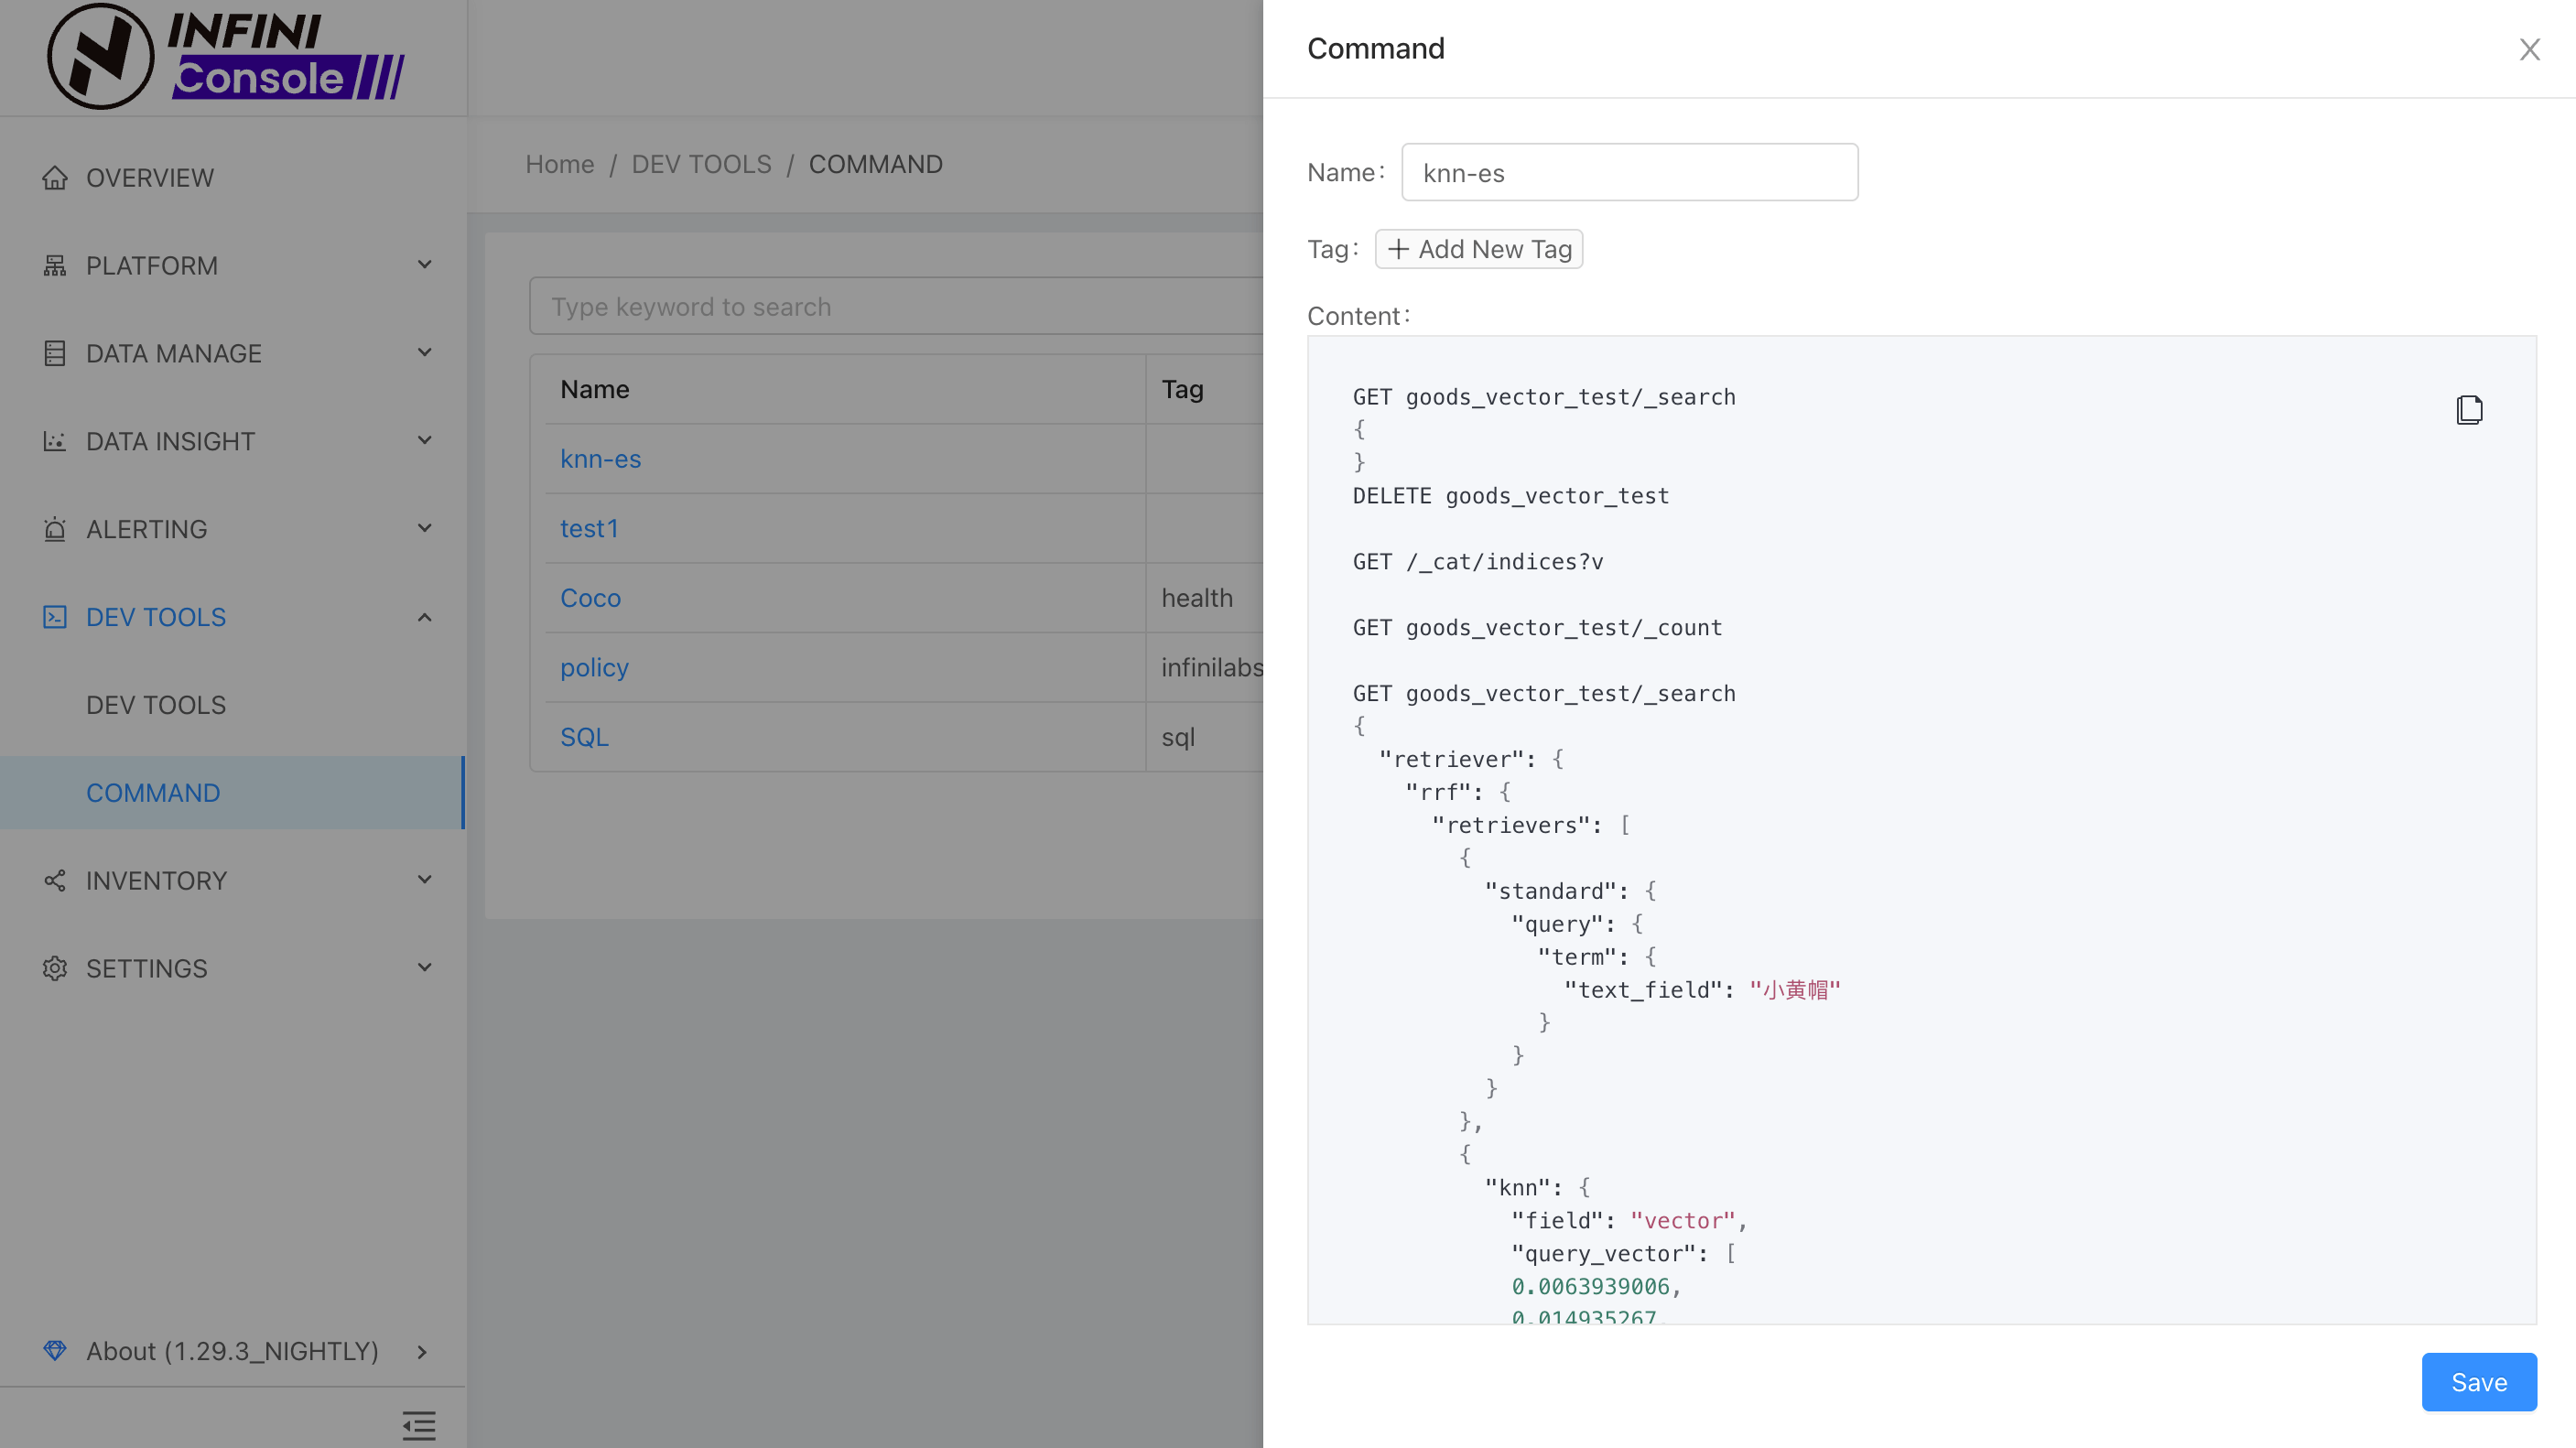 INFINI
Console
OVERVIEW
PLATFORM
DATA MANAGE
DATA INSIGHT
ALERTING
DEV TOOLS
DEV TOOLS
COMMAND
INVENTORY
SETTINGS
About (1.29.3_NIGHTLY)
Home / DEV TOOLS / COMMAND
Type keyword to search
Name Tag
knn-es
test1
Coco health
policy infinilabs
SQL sql
Command
Name: knn-es
Tag: + Add New Tag
Content:
GET goods_vector_test/_search
{
}
DELETE goods_vector_test
GET /_cat/indices?v
GET goods_vector_test/_count
GET goods_vector_test/_search
{
"retriever": {
"rrf": {
"retrievers": [
{
"standard": {
"query": {
"term": {
"text_field": "小黄帽"
}
}
}
},
{
"knn": {
"field": "vector",
"query_vector": [
0.0063939006,
0.014935267,
Save